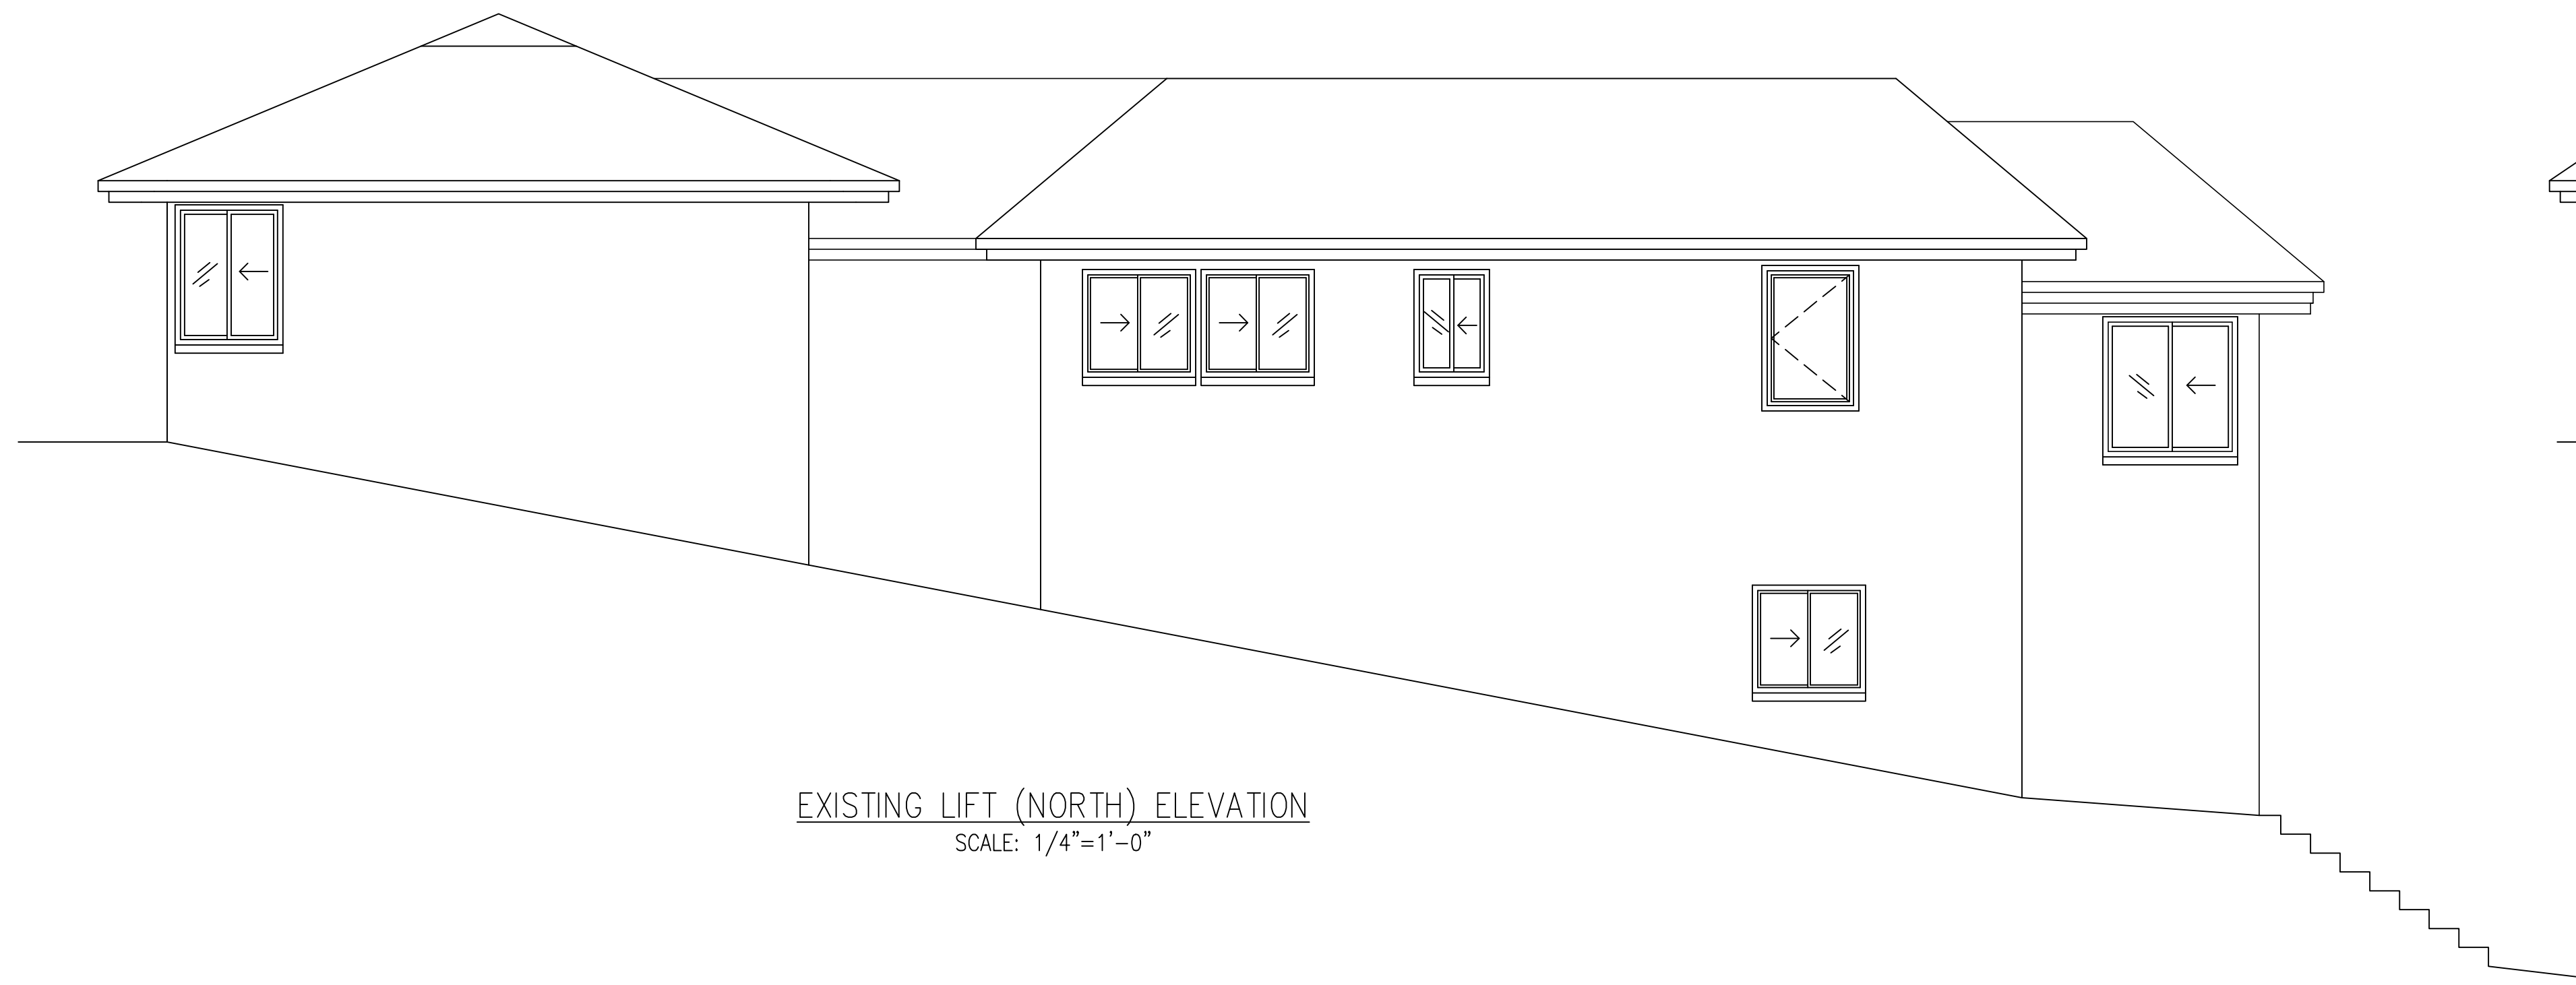 EXISTING LIFT (NORTH) ELEVATION
SCALE: 1/4"=1'-0"